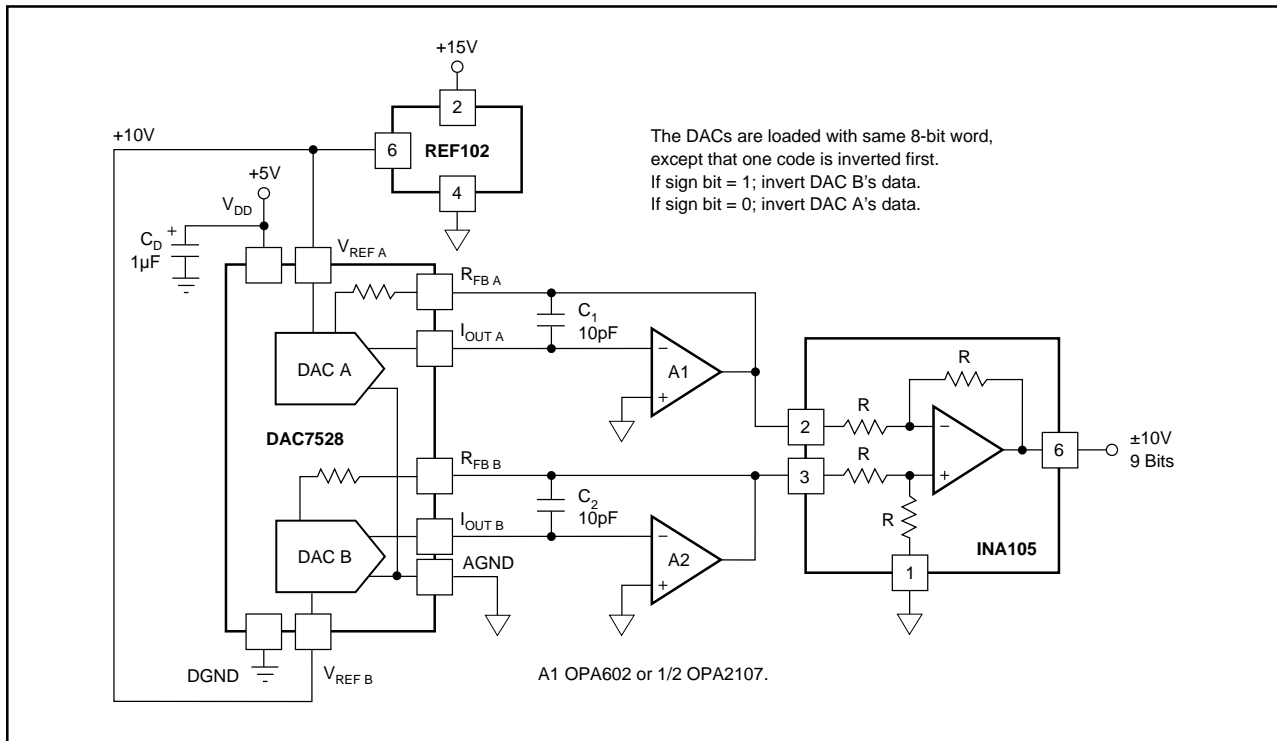 +15V
2
+10V
6
REF102
The DACs are loaded with same 8-bit word,
except that one code is inverted first.
If sign bit = 1; invert DAC B's data.
If sign bit = 0; invert DAC A's data.
+5V
4
V_DD
C_D
+
1µF
V_REF A
R_FB A
C_1
10pF
I_OUT A
DAC A
–
A1
+
R
R
2
–
DAC7528
R_FB B
3
R
+
6
±10V
9 Bits
C_2
10pF
I_OUT B
R
DAC B
–
A2
+
AGND
INA105
1
DGND
V_REF B
A1 OPA602 or 1/2 OPA2107.